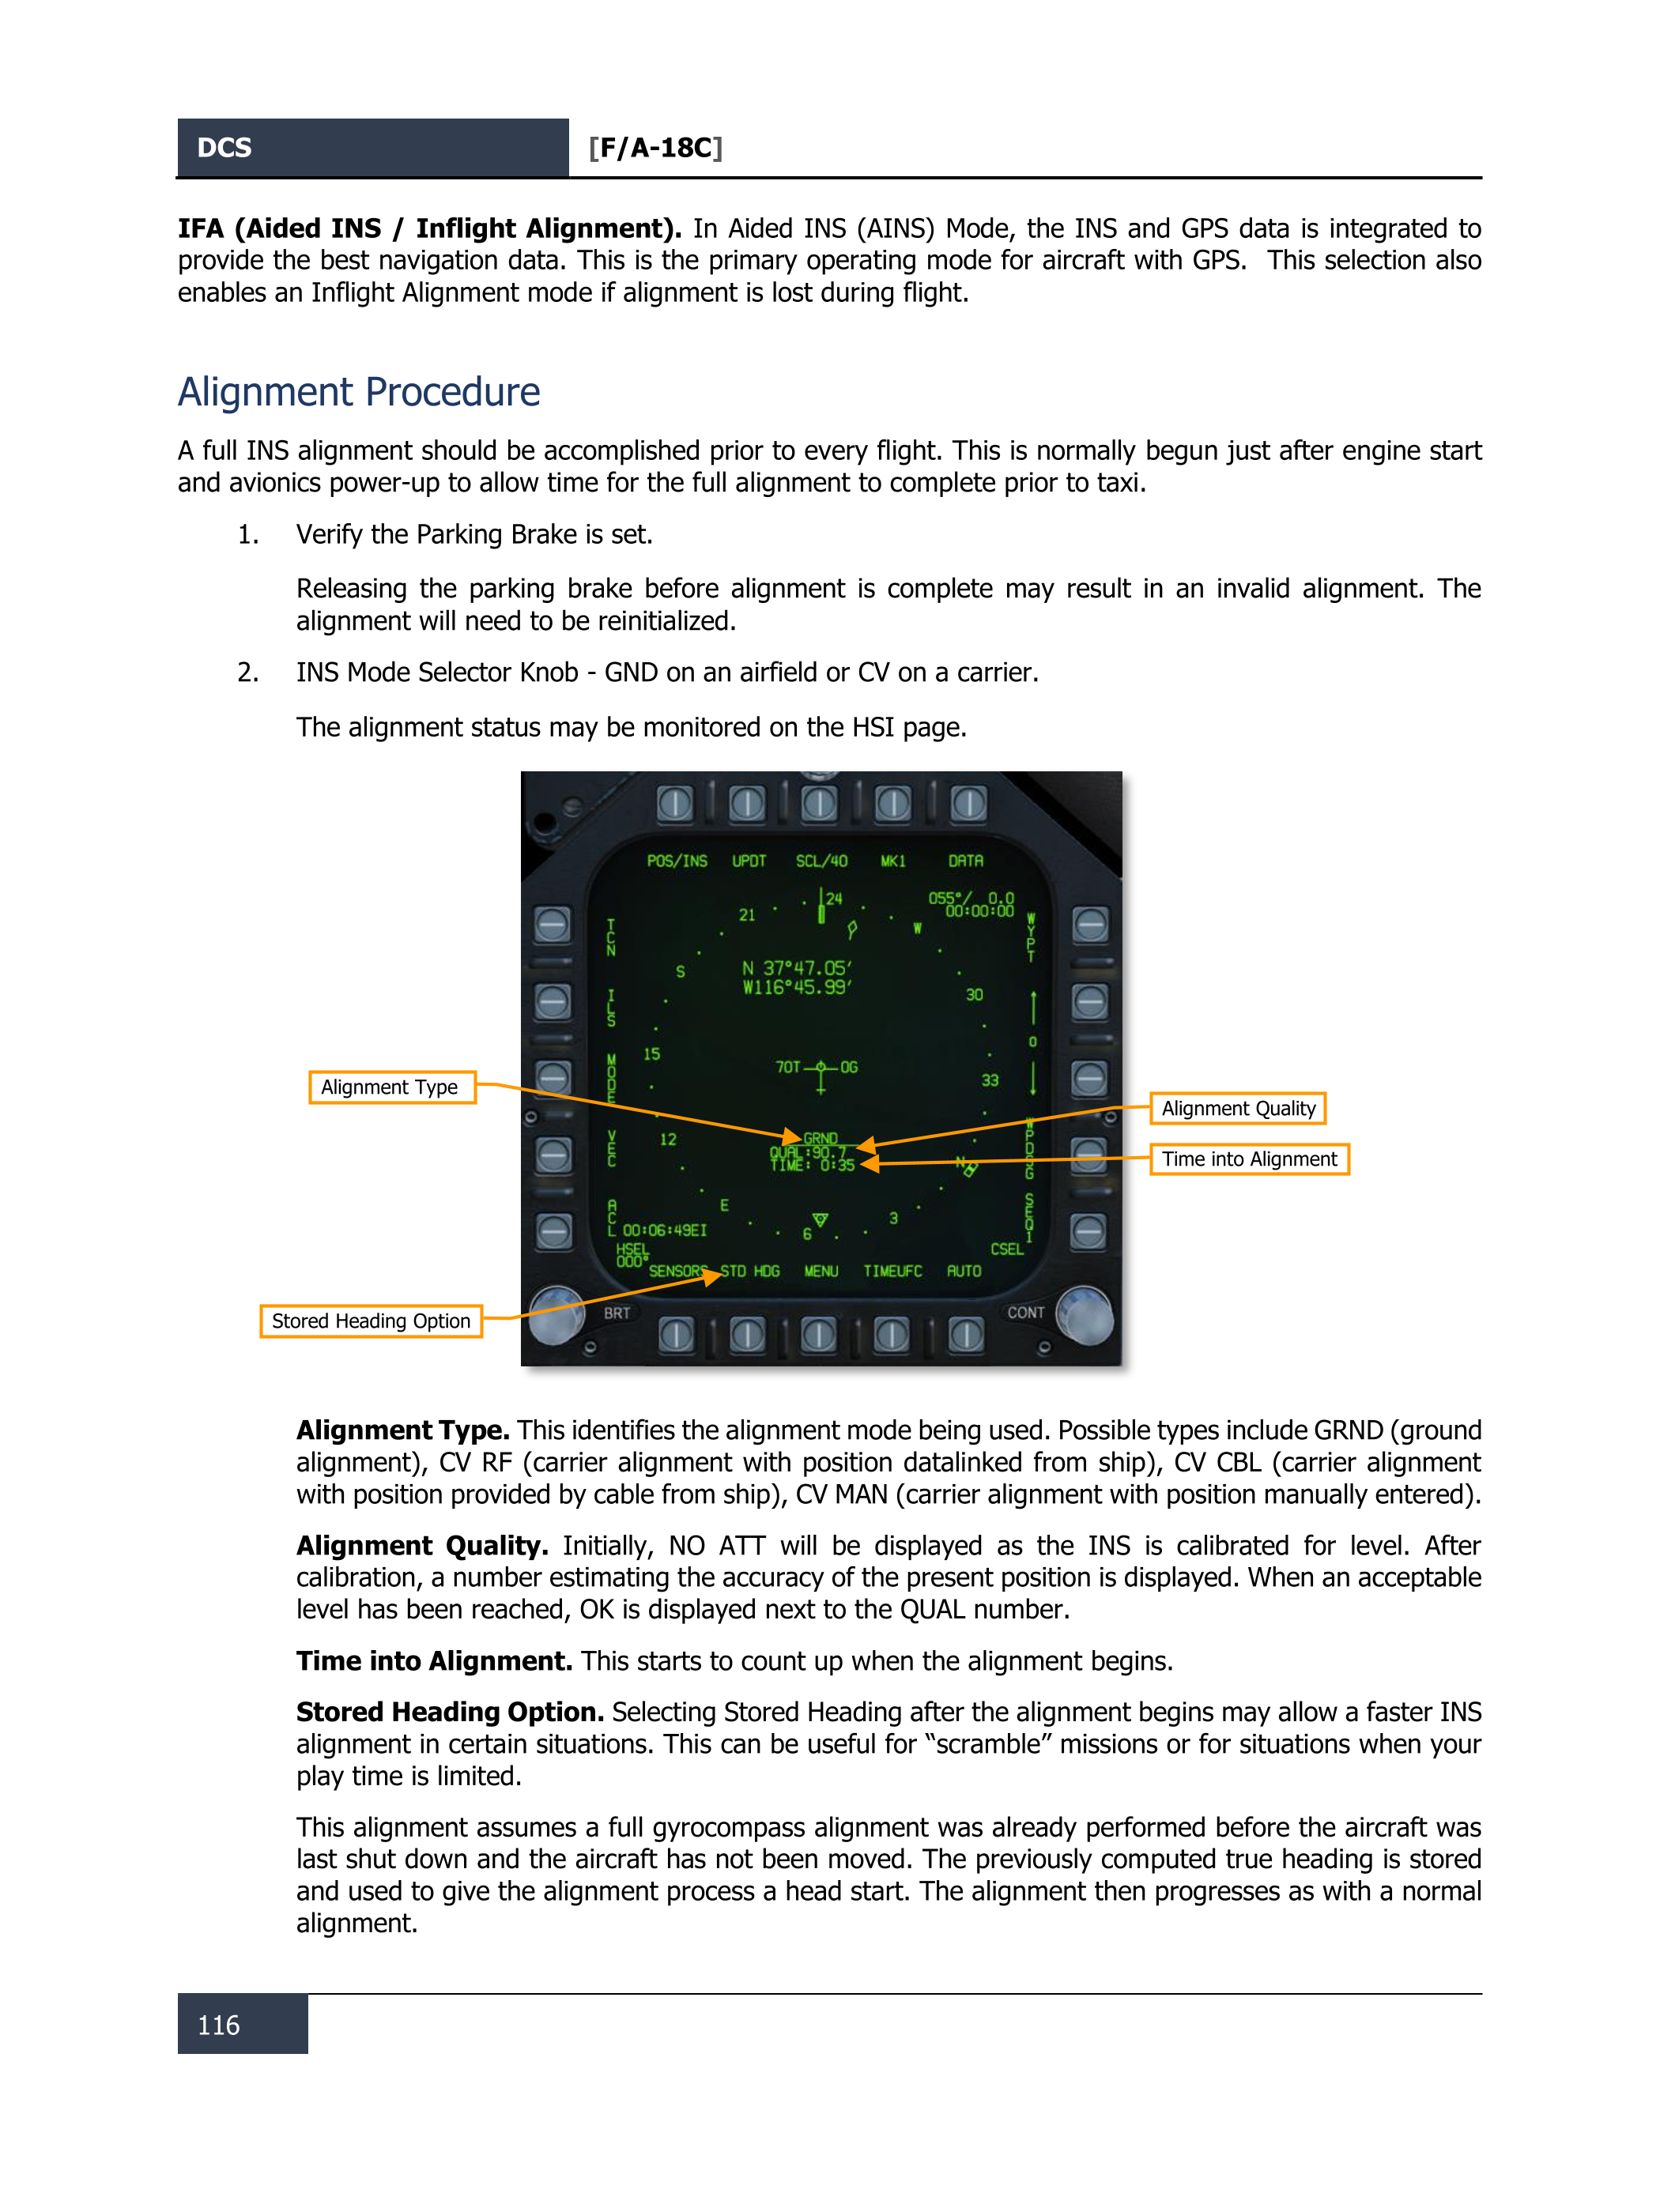 DCS [F/A-18C]
IFA (Aided INS / Inflight Alignment). In Aided INS (AINS) Mode, the INS and GPS data is integrated to
provide the best navigation data. This is the primary operating mode for aircraft with GPS. This selection also
enables an Inflight Alignment mode if alignment is lost during flight.
Alignment Procedure
A full INS alignment should be accomplished prior to every flight. This is normally begun just after engine start
and avionics power-up to allow time for the full alignment to complete prior to taxi.
1. Verify the Parking Brake is set.
Releasing the parking brake before alignment is complete may result in an invalid alignment. The
alignment will need to be reinitialized.
2. INS Mode Selector Knob - GND on an airfield or CV on a carrier.
The alignment status may be monitored on the HSI page.
POS/INS UPDT SCL/40 MK1 DATA
24 055°/ 0.0
21 00:00:00
W
TCN
WYPT
S
N 37°47.05′
W116°45.99′
30
ILS
0
15
MODE
70T 0G
33
Alignment Type
Alignment Quality
GRND
12
QUAL:90.7
TIME: 0:35
VEC
WPDSG
N
Time into Alignment
E
3
6
ACL
SEQ1
00:06:49EI
HSEL
000°
CSEL
SENSORS STD HDG MENU TIMEUFC AUTO
BRT CONT
Stored Heading Option
Alignment Type. This identifies the alignment mode being used. Possible types include GRND (ground
alignment), CV RF (carrier alignment with position datalinked from ship), CV CBL (carrier alignment
with position provided by cable from ship), CV MAN (carrier alignment with position manually entered).
Alignment Quality. Initially, NO ATT will be displayed as the INS is calibrated for level. After
calibration, a number estimating the accuracy of the present position is displayed. When an acceptable
level has been reached, OK is displayed next to the QUAL number.
Time into Alignment. This starts to count up when the alignment begins.
Stored Heading Option. Selecting Stored Heading after the alignment begins may allow a faster INS
alignment in certain situations. This can be useful for “scramble” missions or for situations when your
play time is limited.
This alignment assumes a full gyrocompass alignment was already performed before the aircraft was
last shut down and the aircraft has not been moved. The previously computed true heading is stored
and used to give the alignment process a head start. The alignment then progresses as with a normal
alignment.
116